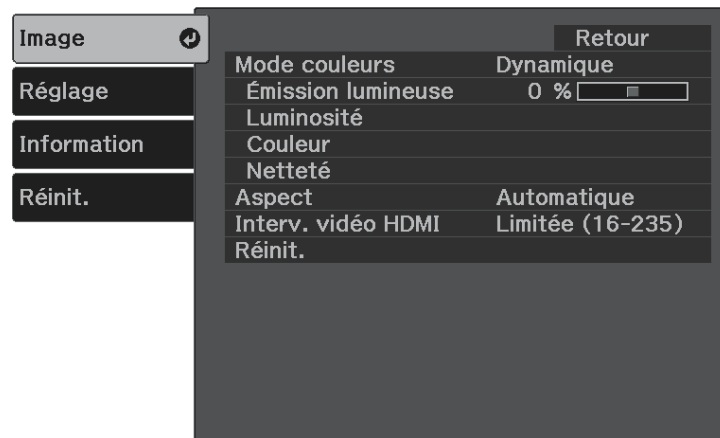 Image
Réglage
Information
Réinit.
Retour
Mode couleurs Dynamique
Émission lumineuse 0 %
Luminosité
Couleur
Netteté
Aspect Automatique
Interv. vidéo HDMI Limitée (16-235)
Réinit.